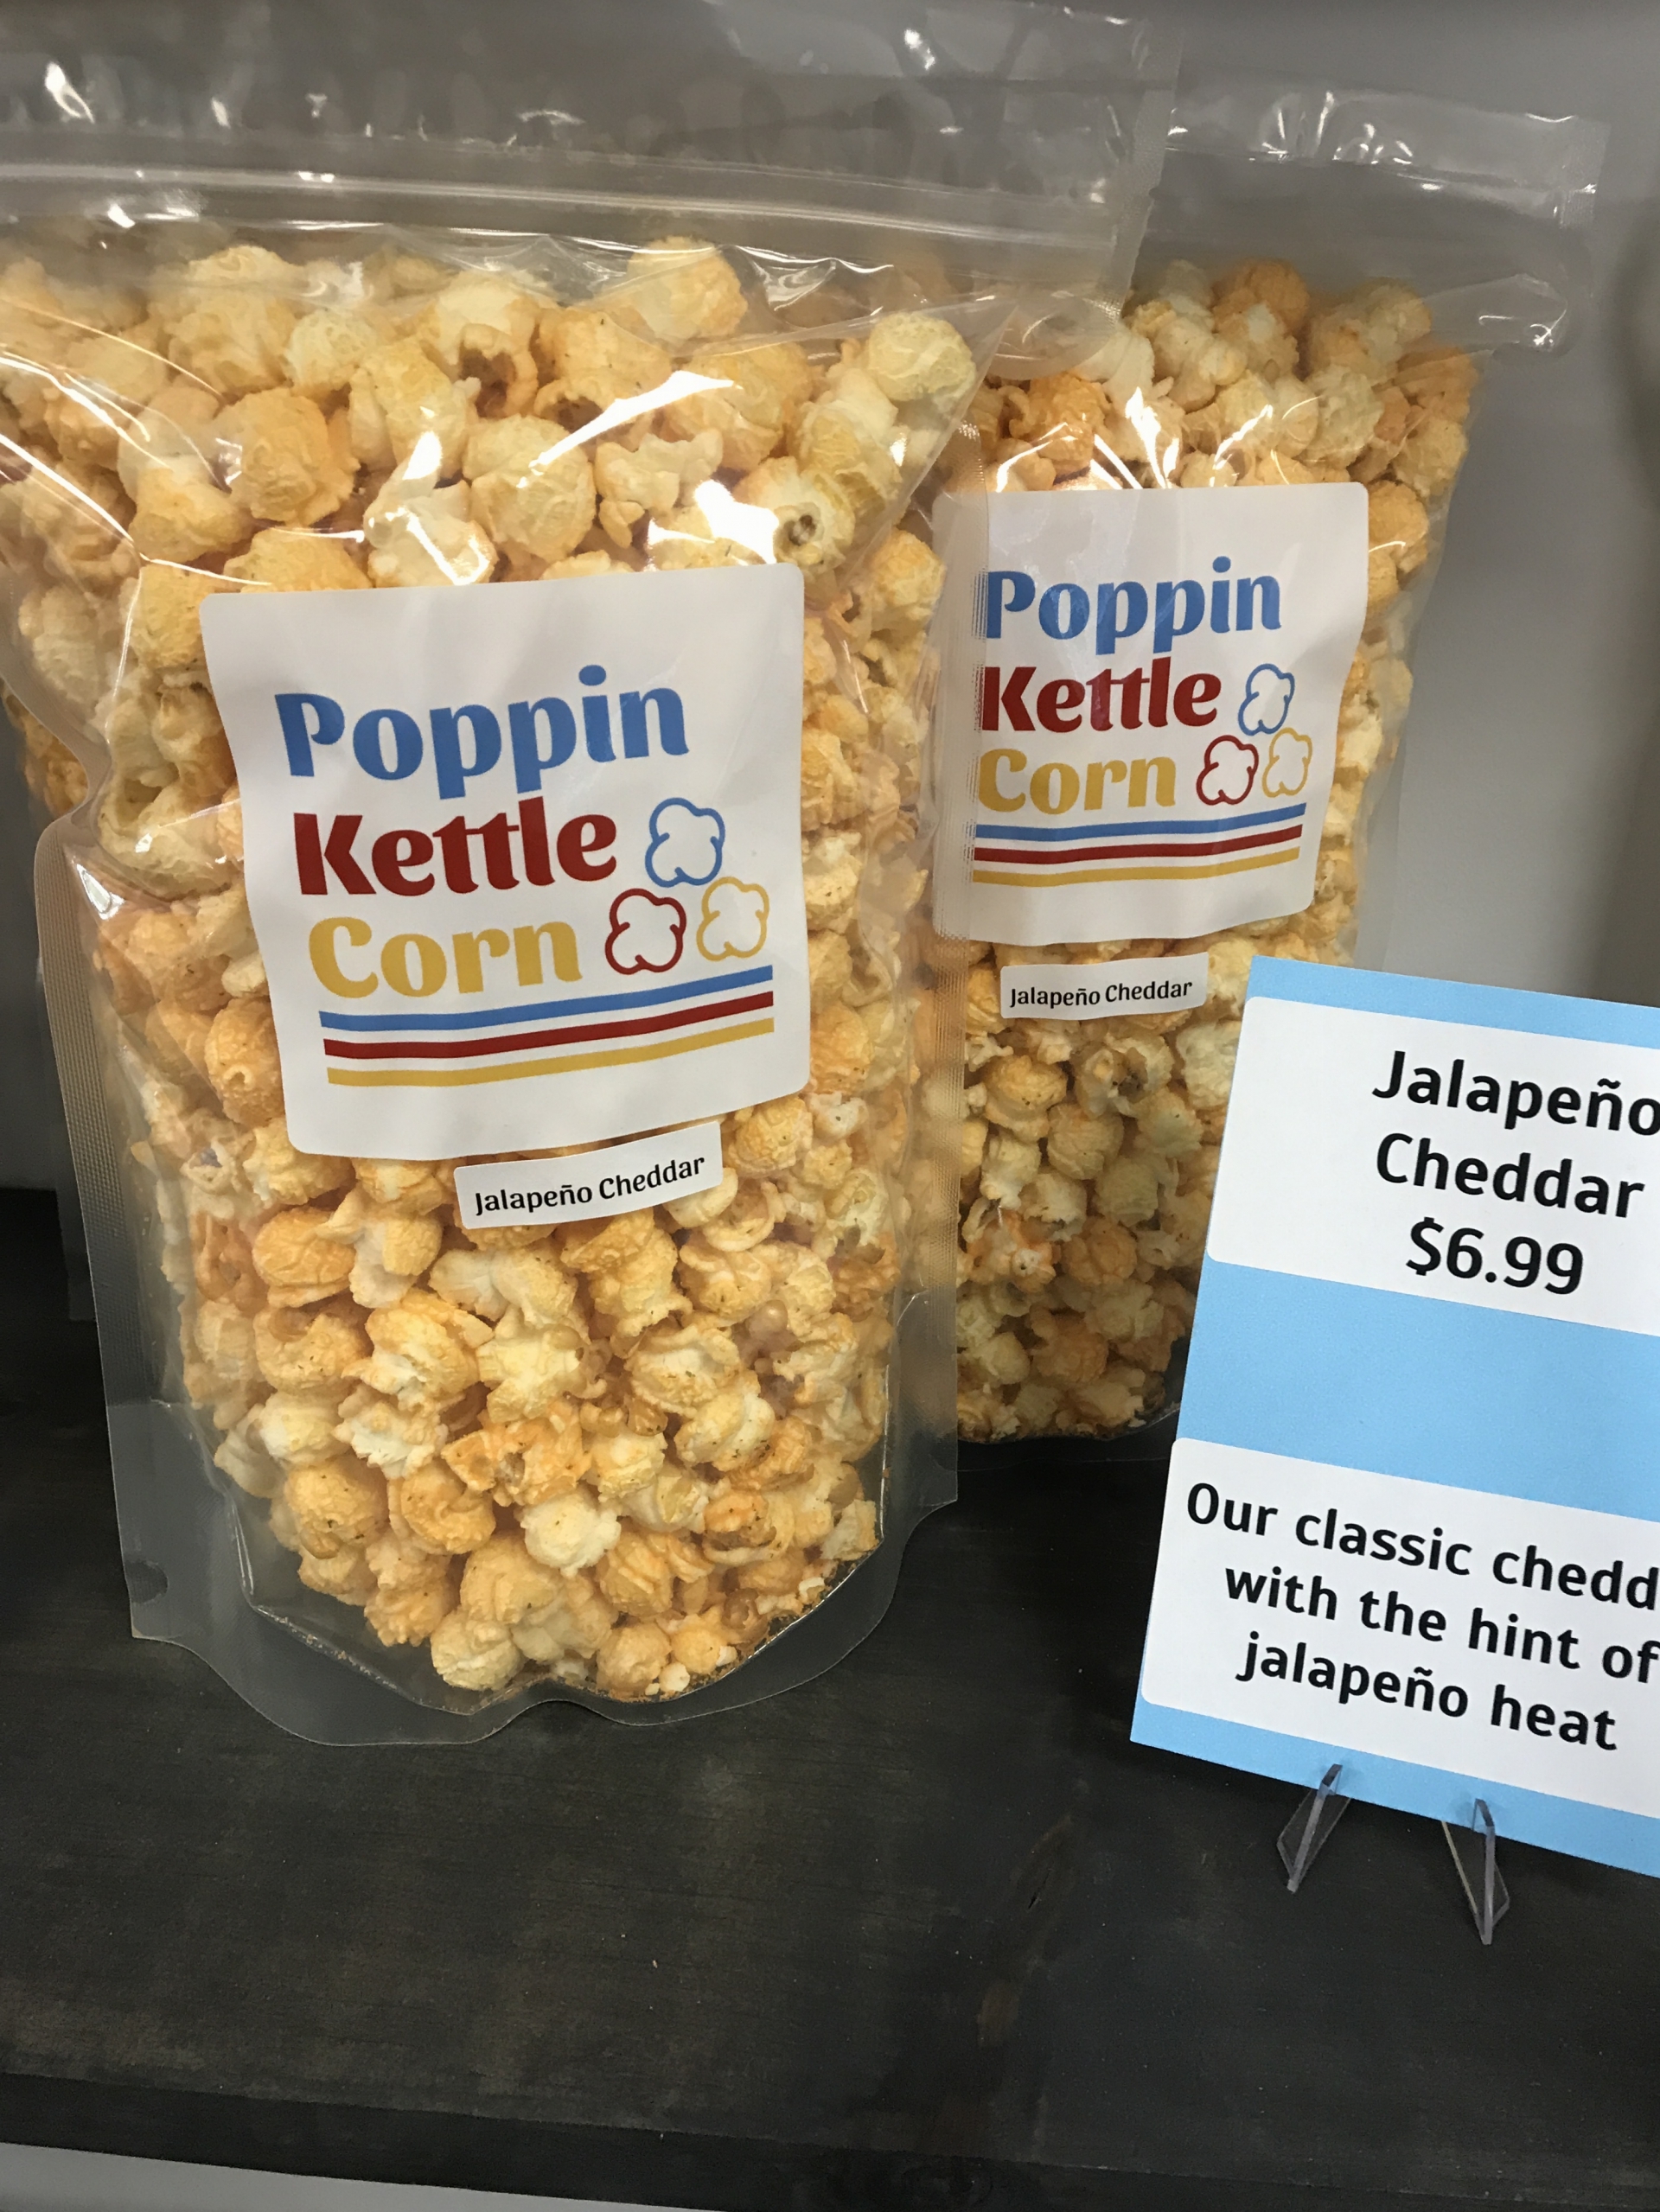 Poppin
Kettle
Corn
Jalapeño Cheddar
Poppin
Kettle
Corn
Jalapeño Cheddar
Jalapeño
Cheddar
$6.99
Our classic chedd
with the hint of
jalapeño heat